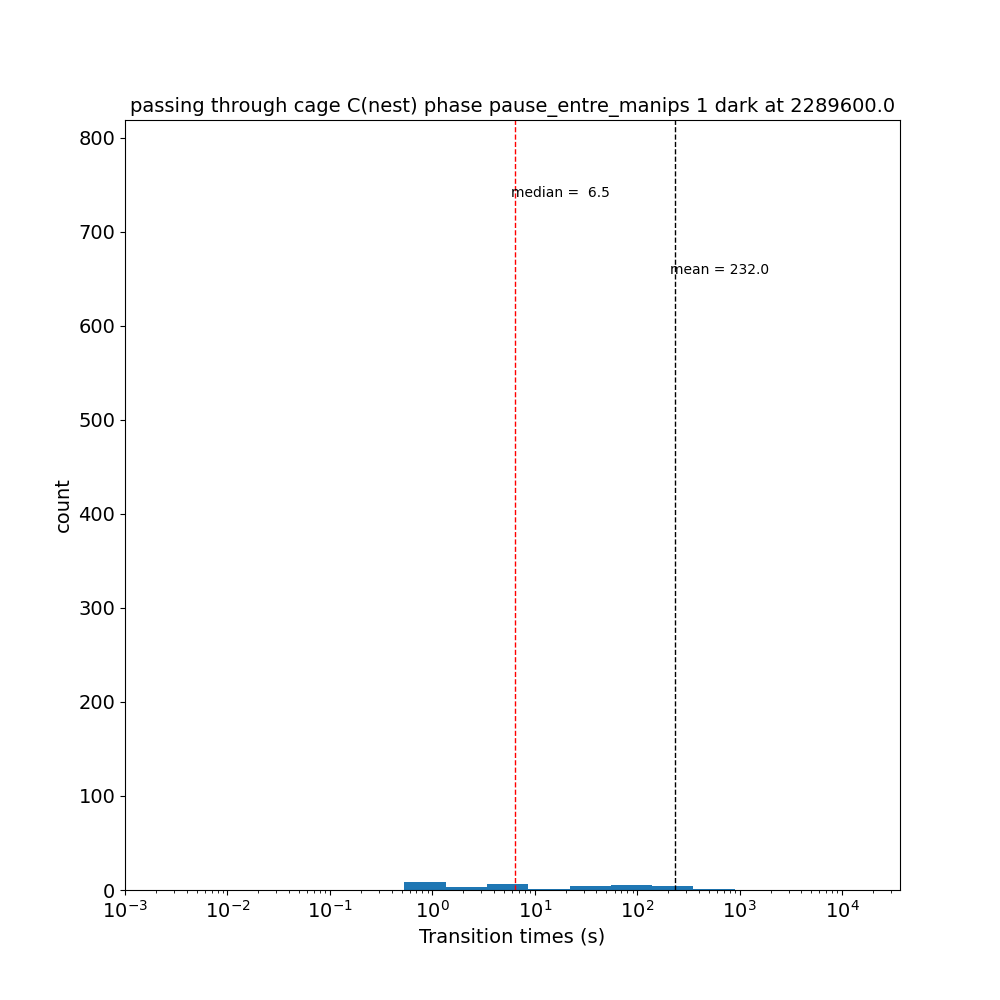 passing through cage C(nest) phase pause_entre_manips 1 dark at 2289600.0
800
median =  6.5
700
mean = 232.0
600
500
count
400
300
200
100
0
10⁻³ 10⁻² 10⁻¹ 10⁰ 10¹ 10² 10³ 10⁴
Transition times (s)